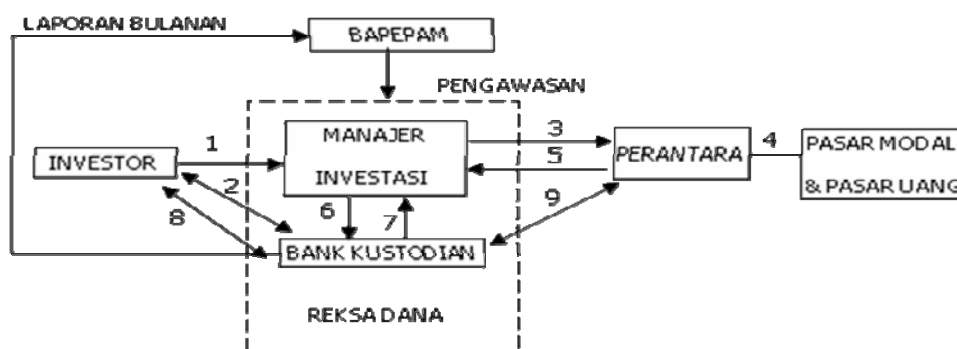 LAPORAN BULANAN
BAPEPAM
PENGAWASAN
MANAJER
INVESTASI
INVESTOR
1
2
8
6
7
3
5
9
PERANTARA
4
PASAR MODAL
& PASAR UANG
BANK KUSTODIAN
REKSA DANA